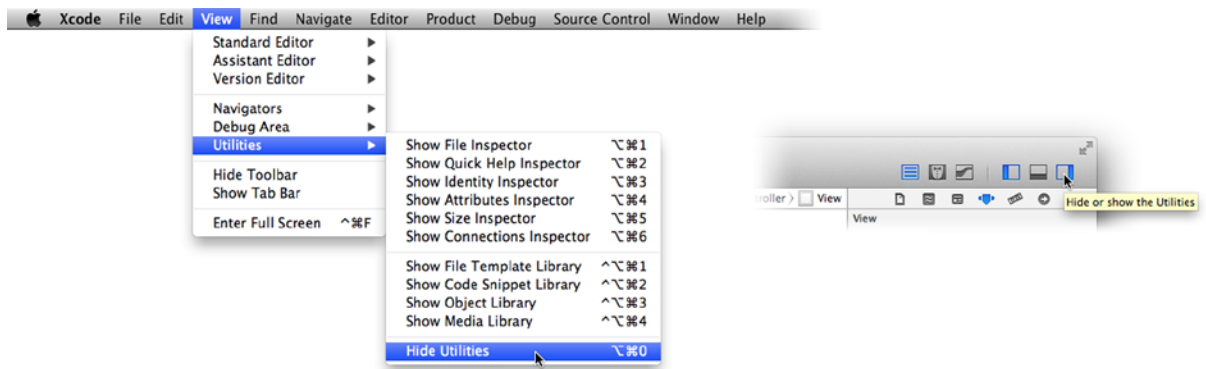 Xcode File Edit View Find Navigate Editor Product Debug Source Control Window Help
Standard Editor
Assistant Editor
Version Editor
Navigators
Debug Area
Utilities
Hide Toolbar
Show Tab Bar
Enter Full Screen ^⌘F
Show File Inspector ⌥⌘1
Show Quick Help Inspector ⌥⌘2
Show Identity Inspector ⌥⌘3
Show Attributes Inspector ⌥⌘4
Show Size Inspector ⌥⌘5
Show Connections Inspector ⌥⌘6
Show File Template Library ^⌥⌘1
Show Code Snippet Library ^⌥⌘2
Show Object Library ^⌥⌘3
Show Media Library ^⌥⌘4
Hide Utilities ⌥⌘0
View
Hide or show the Utilities
View